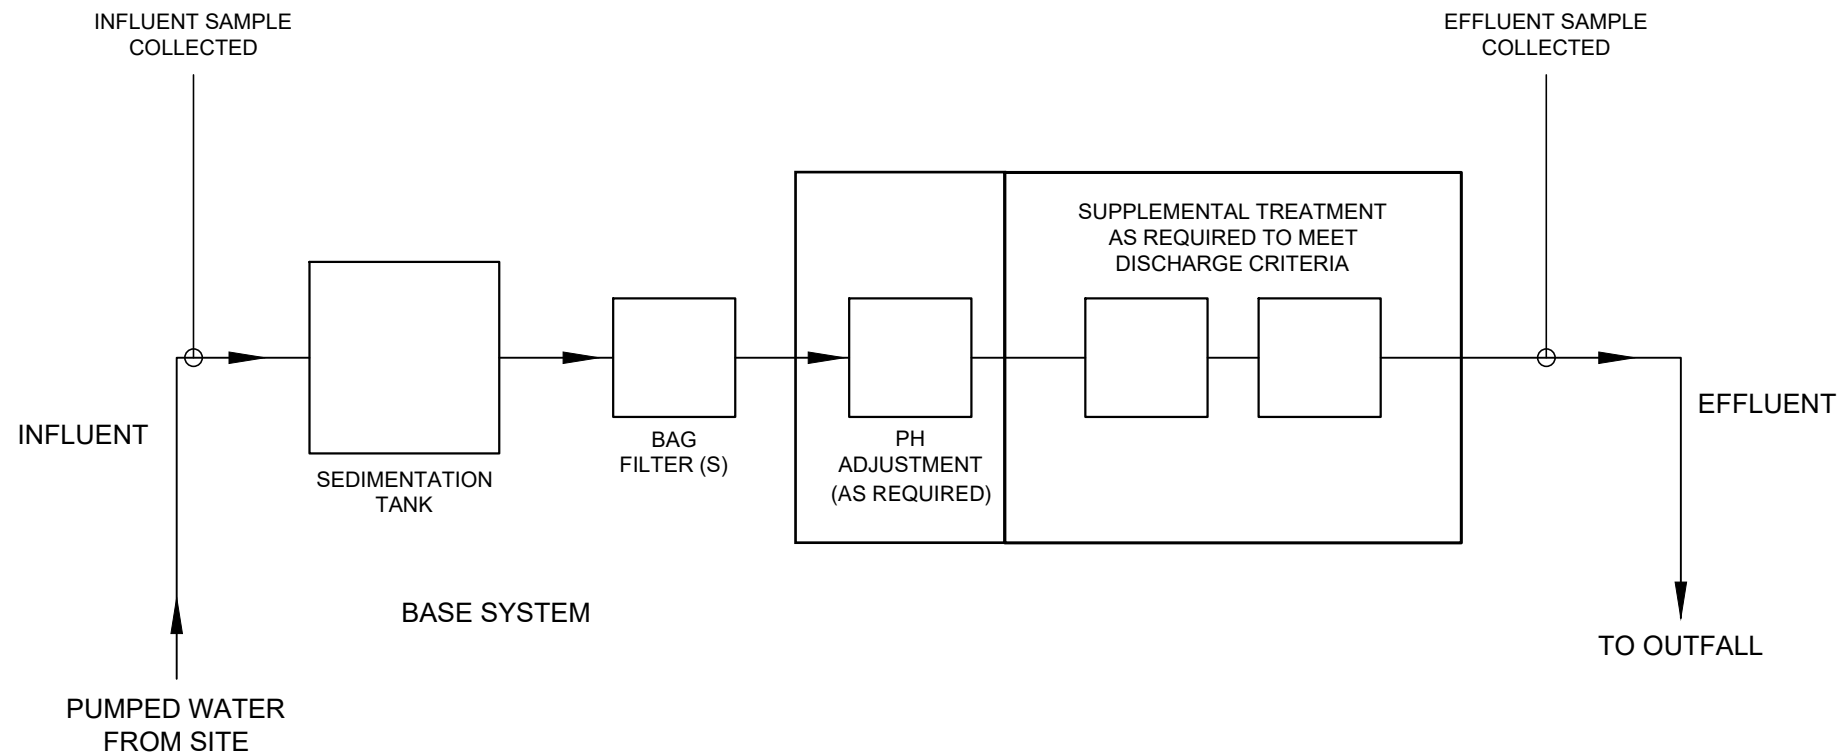 INFLUENT SAMPLE
COLLECTED
EFFLUENT SAMPLE
COLLECTED
SUPPLEMENTAL TREATMENT
AS REQUIRED TO MEET
DISCHARGE CRITERIA
INFLUENT
SEDIMENTATION
TANK
BAG
FILTER (S)
PH
ADJUSTMENT
(AS REQUIRED)
EFFLUENT
BASE SYSTEM
TO OUTFALL
PUMPED WATER
FROM SITE